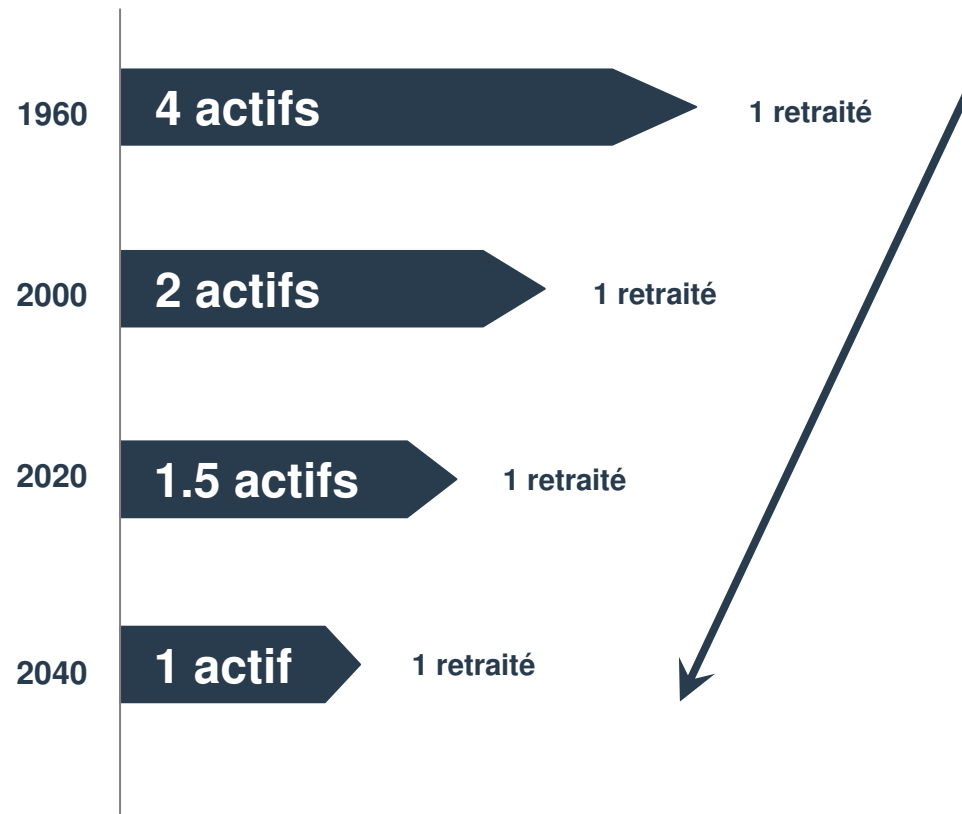 1960 4 actifs 1 retraité
2000 2 actifs 1 retraité
2020 1.5 actifs 1 retraité
2040 1 actif 1 retraité